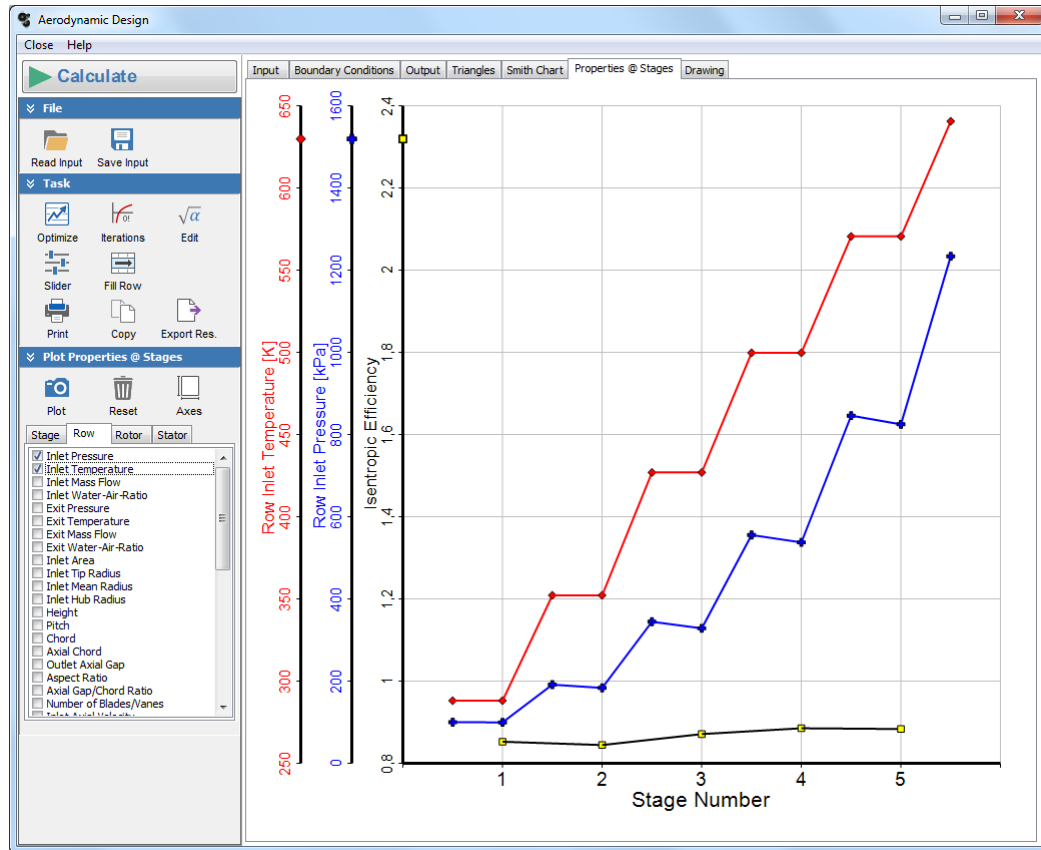 Aerodynamic Design
Close Help
Calculate
File
Read Input Save Input
Task
Optimize Iterations Edit
Slider Fill Row
Print Copy Export Res.
Plot Properties @ Stages
Plot Reset Axes
Stage Row Rotor Stator
Inlet Pressure
Inlet Temperature
Inlet Mass Flow
Inlet Water-Air-Ratio
Exit Pressure
Exit Temperature
Exit Mass Flow
Exit Water-Air-Ratio
Inlet Area
Inlet Tip Radius
Inlet Mean Radius
Inlet Hub Radius
Height
Pitch
Chord
Axial Chord
Outlet Axial Gap
Aspect Ratio
Axial Gap/Chord Ratio
Number of Blades/Vanes
Inlet Axial Velocity
Input Boundary Conditions Output Triangles Smith Chart Properties @ Stages Drawing
Row Inlet Temperature [K]
250 300 350 400 450 500 550 600 650
Row Inlet Pressure [kPa]
0 200 400 600 800 1000 1200 1400 1600
Isentropic Efficiency
0.8 1 1.2 1.4 1.6 1.8 2 2.2 2.4
1 2 3 4 5
Stage Number